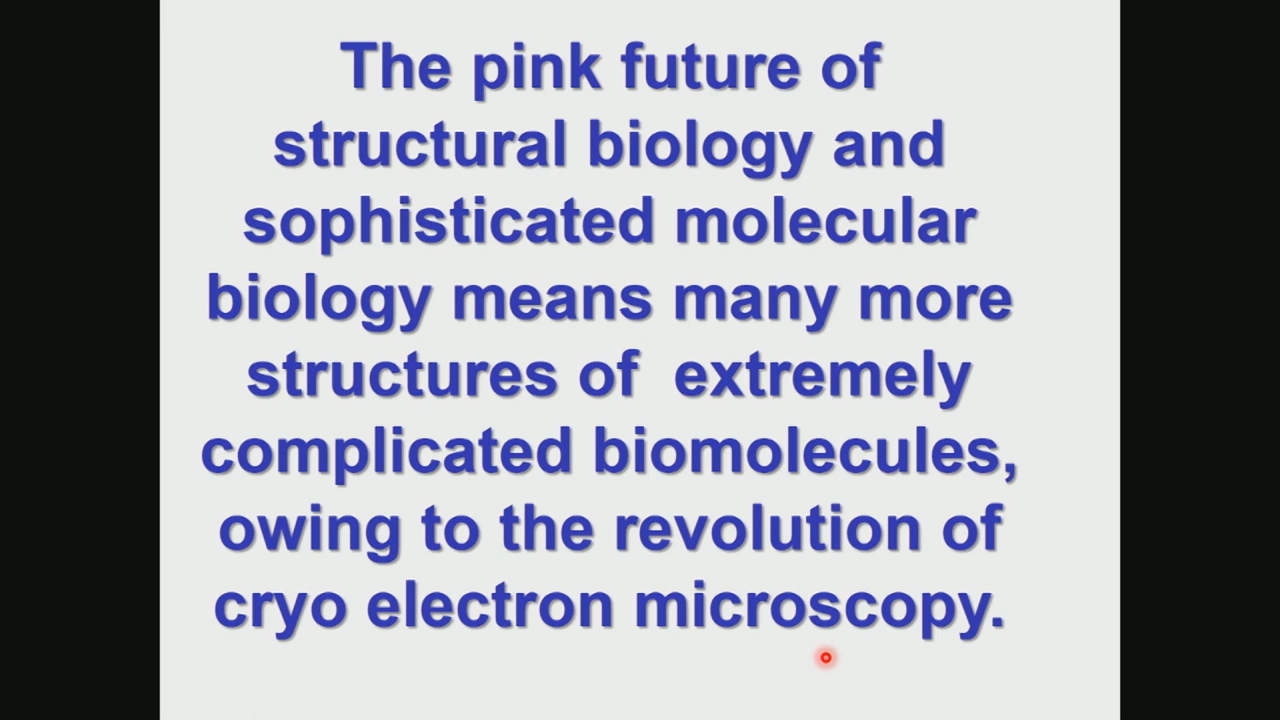 The pink future of
structural biology and
sophisticated molecular
biology means many more
structures of extremely
complicated biomolecules,
owing to the revolution of
cryo electron microscopy.